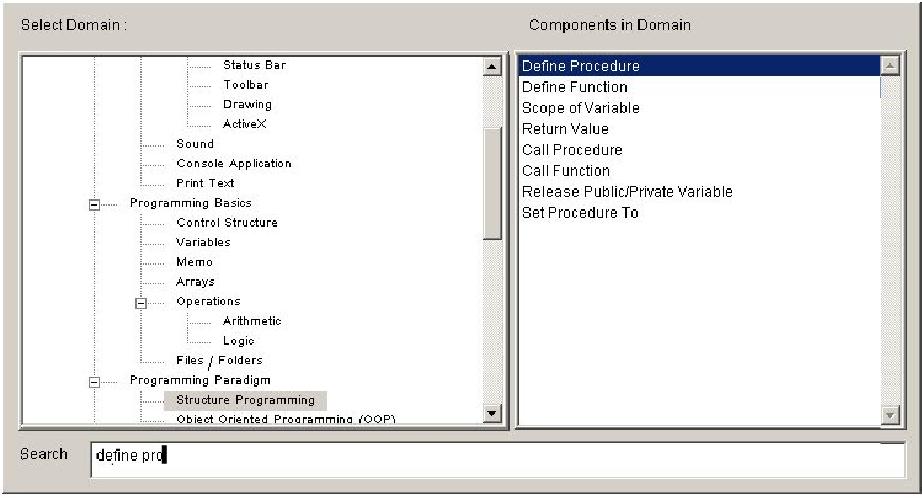 Select Domain :
Components in Domain
Status Bar
Toolbar
Drawing
ActiveX
Sound
Console Application
Print Text
Programming Basics
Control Structure
Variables
Memo
Arrays
Operations
Arithmetic
Logic
Files / Folders
Programming Paradigm
Structure Programming
Object Oriented Programming (OOP)
Define Procedure
Define Function
Scope of Variable
Return Value
Call Procedure
Call Function
Release Public/Private Variable
Set Procedure To
Search
define pro